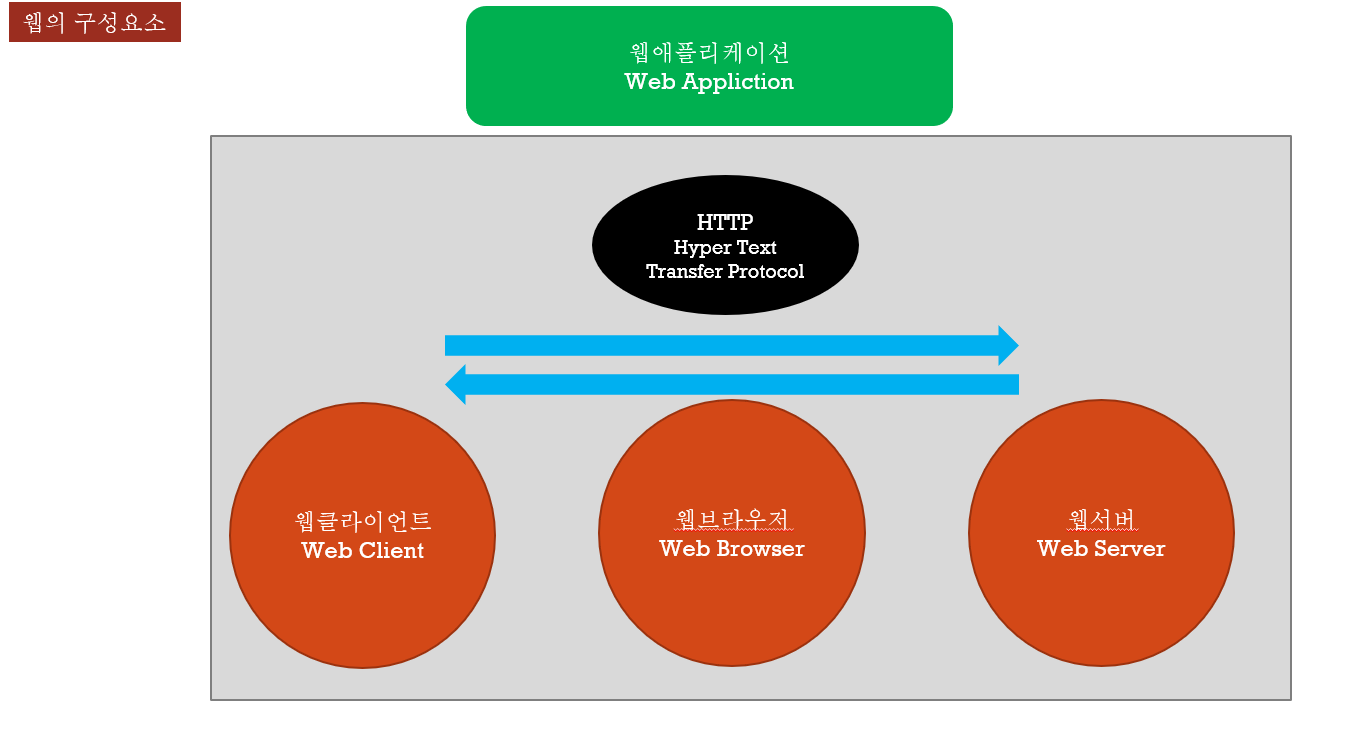 웹의 구성요소
웹애플리케이션
Web Appliction
HTTP
Hyper Text
Transfer Protocol
웹클라이언트
Web Client
웹브라우저
Web Browser
웹서버
Web Server